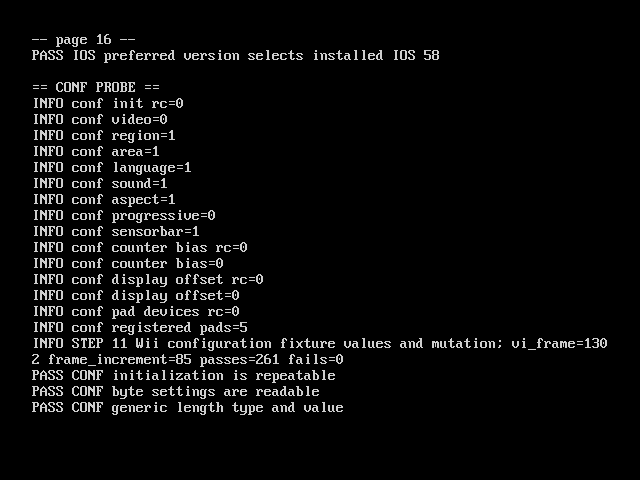 -- page 16 --
PASS IOS preferred version selects installed IOS 58
== CONF PROBE ==
INFO conf init rc=0
INFO conf video=0
INFO conf region=1
INFO conf area=1
INFO conf language=1
INFO conf sound=1
INFO conf aspect=1
INFO conf progressive=0
INFO conf sensorbar=1
INFO conf counter bias rc=0
INFO conf counter bias=0
INFO conf display offset rc=0
INFO conf display offset=0
INFO conf pad devices rc=0
INFO conf registered pads=5
INFO STEP 11 Wii configuration fixture values and mutation; vi_frame=130
2 frame_increment=85 passes=261 fails=0
PASS CONF initialization is repeatable
PASS CONF byte settings are readable
PASS CONF generic length type and value